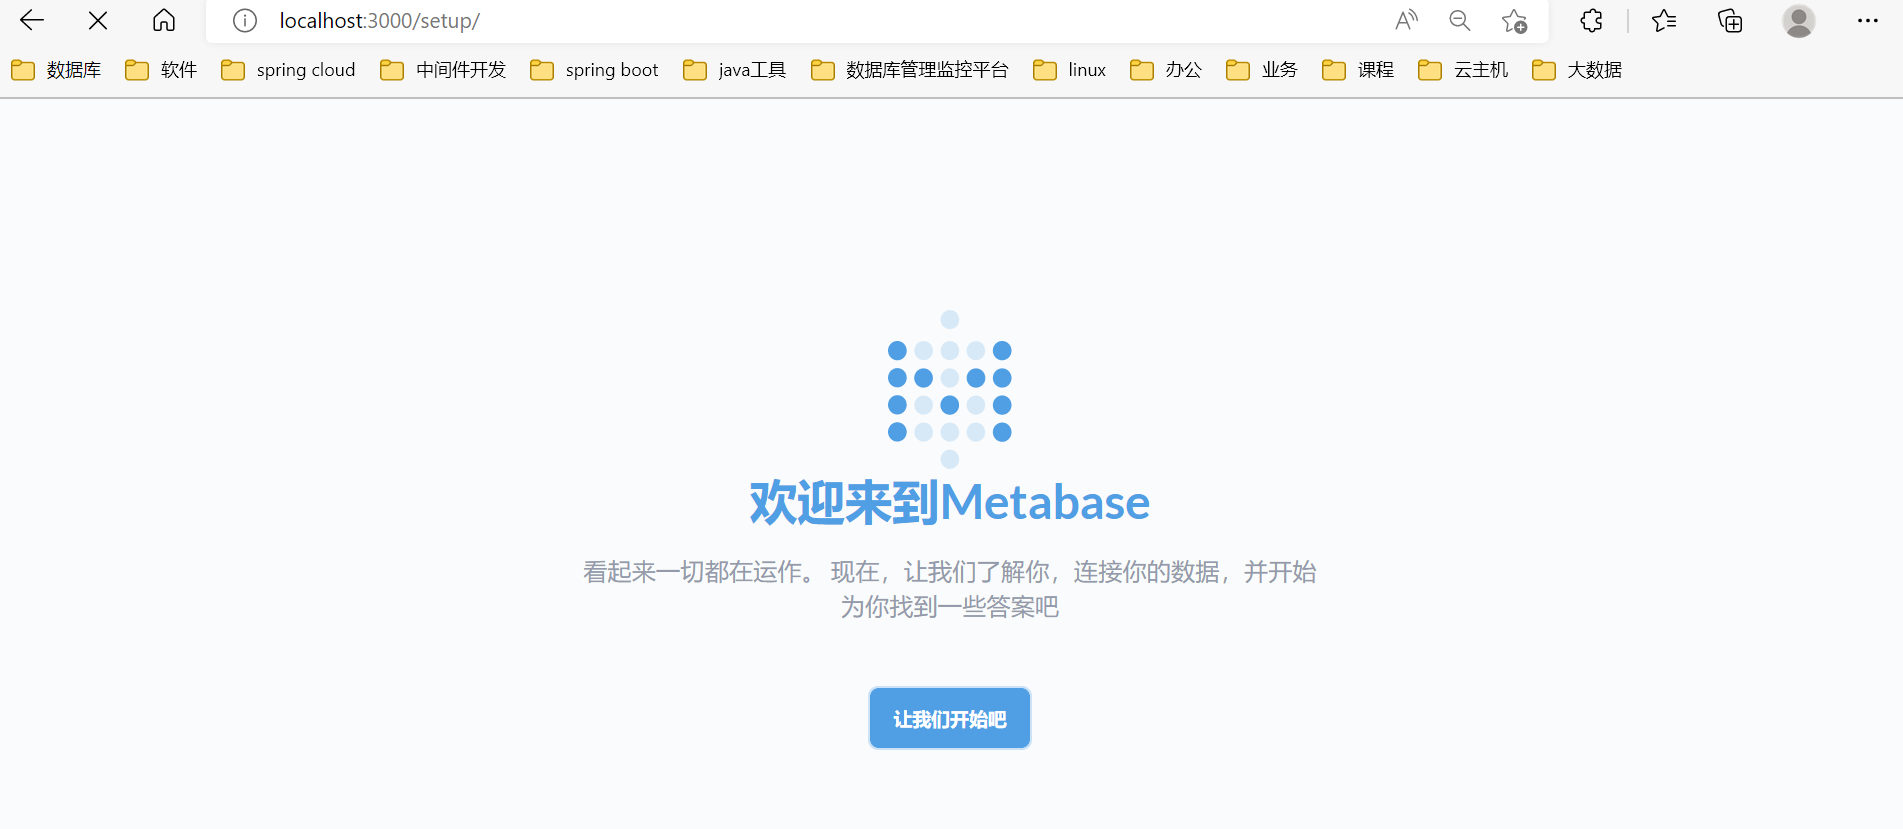 localhost:3000/setup/
数据库 软件 spring cloud 中间件开发 spring boot java工具 数据库管理监控平台 linux 办公 业务 课程 云主机 大数据
欢迎来到Metabase
看起来一切都在运作。 现在，让我们了解你，连接你的数据，并开始
为你找到一些答案吧
让我们开始吧